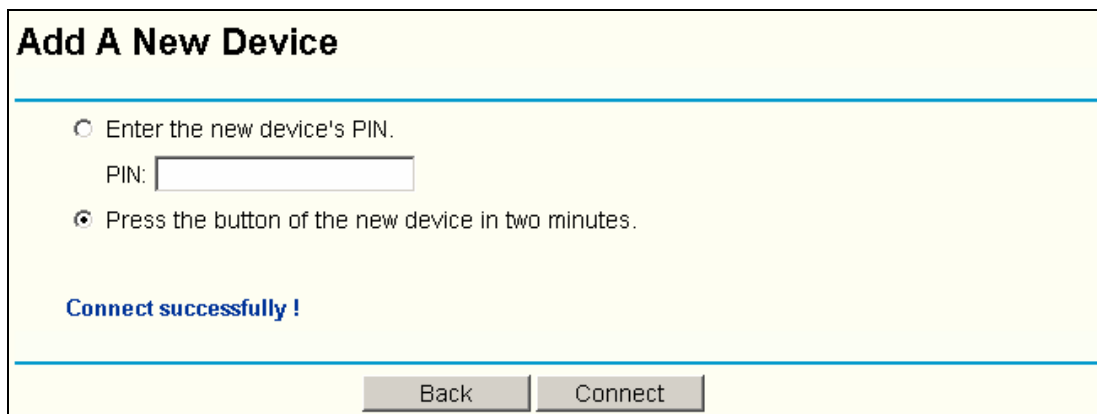 Add A New Device
Enter the new device's PIN.
PIN:
Press the button of the new device in two minutes.
Connect successfully !
Back Connect